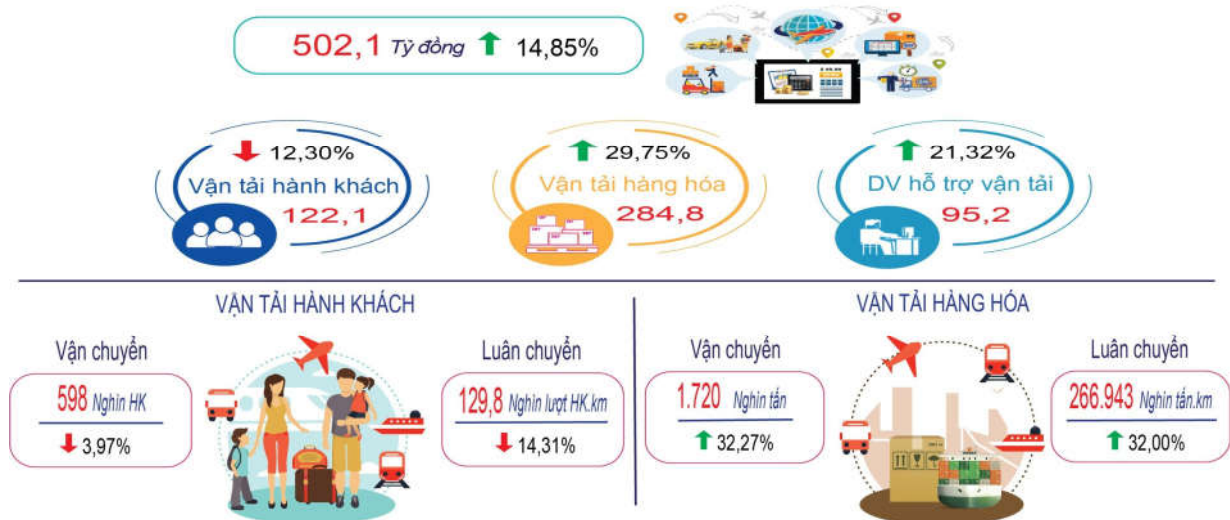 502,1 Tỷ đồng 14,85%
12,30%
Vận tải hành khách
122,1
29,75%
Vận tải hàng hóa
284,8
21,32%
DV hỗ trợ vận tải
95,2
VẬN TẢI HÀNH KHÁCH
Vận chuyển
598 Nghìn HK
3,97%
Luân chuyển
129,8 Nghìn lượt HK.km
14,31%
VẬN TẢI HÀNG HÓA
Vận chuyển
1.720 Nghìn tấn
32,27%
Luân chuyển
266.943 Nghìn tấn.km
32,00%